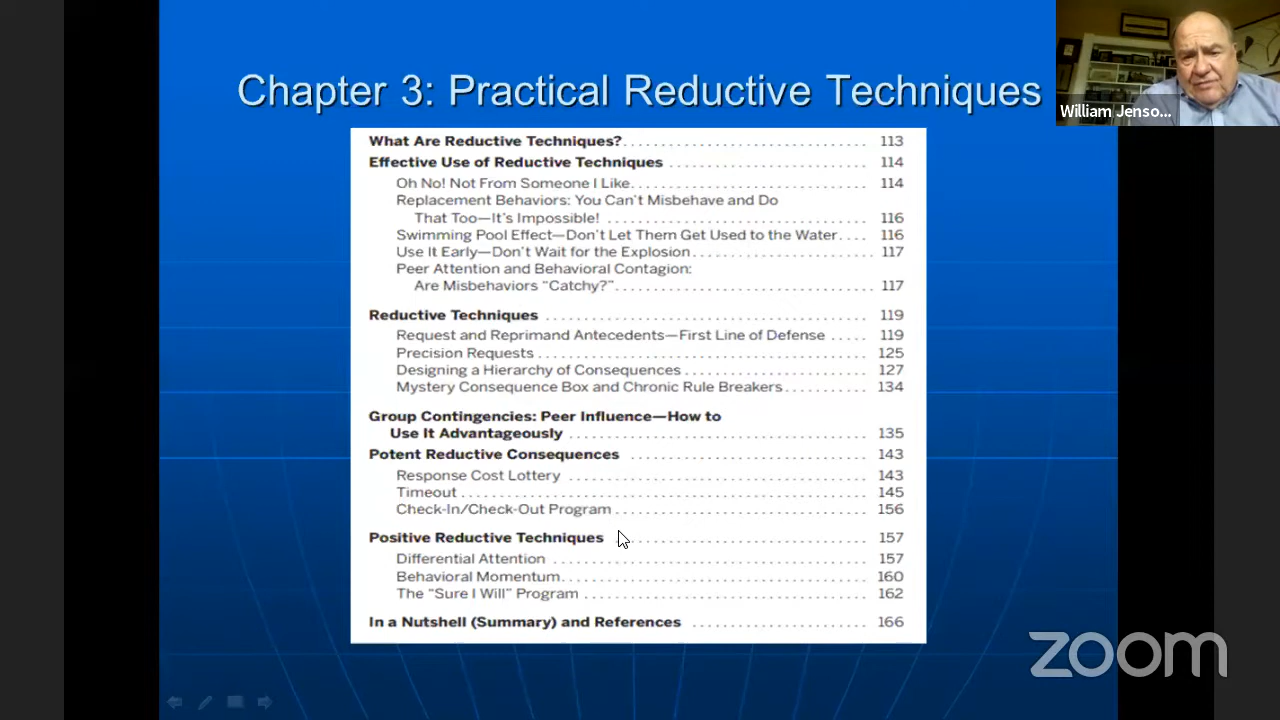 Chapter 3: Practical Reductive Techniques
William Jenso...
What Are Reductive Techniques? 113
Effective Use of Reductive Techniques 114
Oh No! Not From Someone I Like 114
Replacement Behaviors: You Can't Misbehave and Do
That Too—It's Impossible! 116
Swimming Pool Effect—Don't Let Them Get Used to the Water 116
Use It Early—Don't Wait for the Explosion 117
Peer Attention and Behavioral Contagion:
Are Misbehaviors "Catchy?" 117
Reductive Techniques 119
Request and Reprimand Antecedents—First Line of Defense 119
Precision Requests 125
Designing a Hierarchy of Consequences 127
Mystery Consequence Box and Chronic Rule Breakers 134
Group Contingencies: Peer Influence—How to
Use It Advantageously 135
Potent Reductive Consequences 143
Response Cost Lottery 143
Timeout 145
Check-In/Check-Out Program 156
Positive Reductive Techniques 157
Differential Attention 157
Behavioral Momentum 160
The "Sure I Will" Program 162
In a Nutshell (Summary) and References 166
zoom